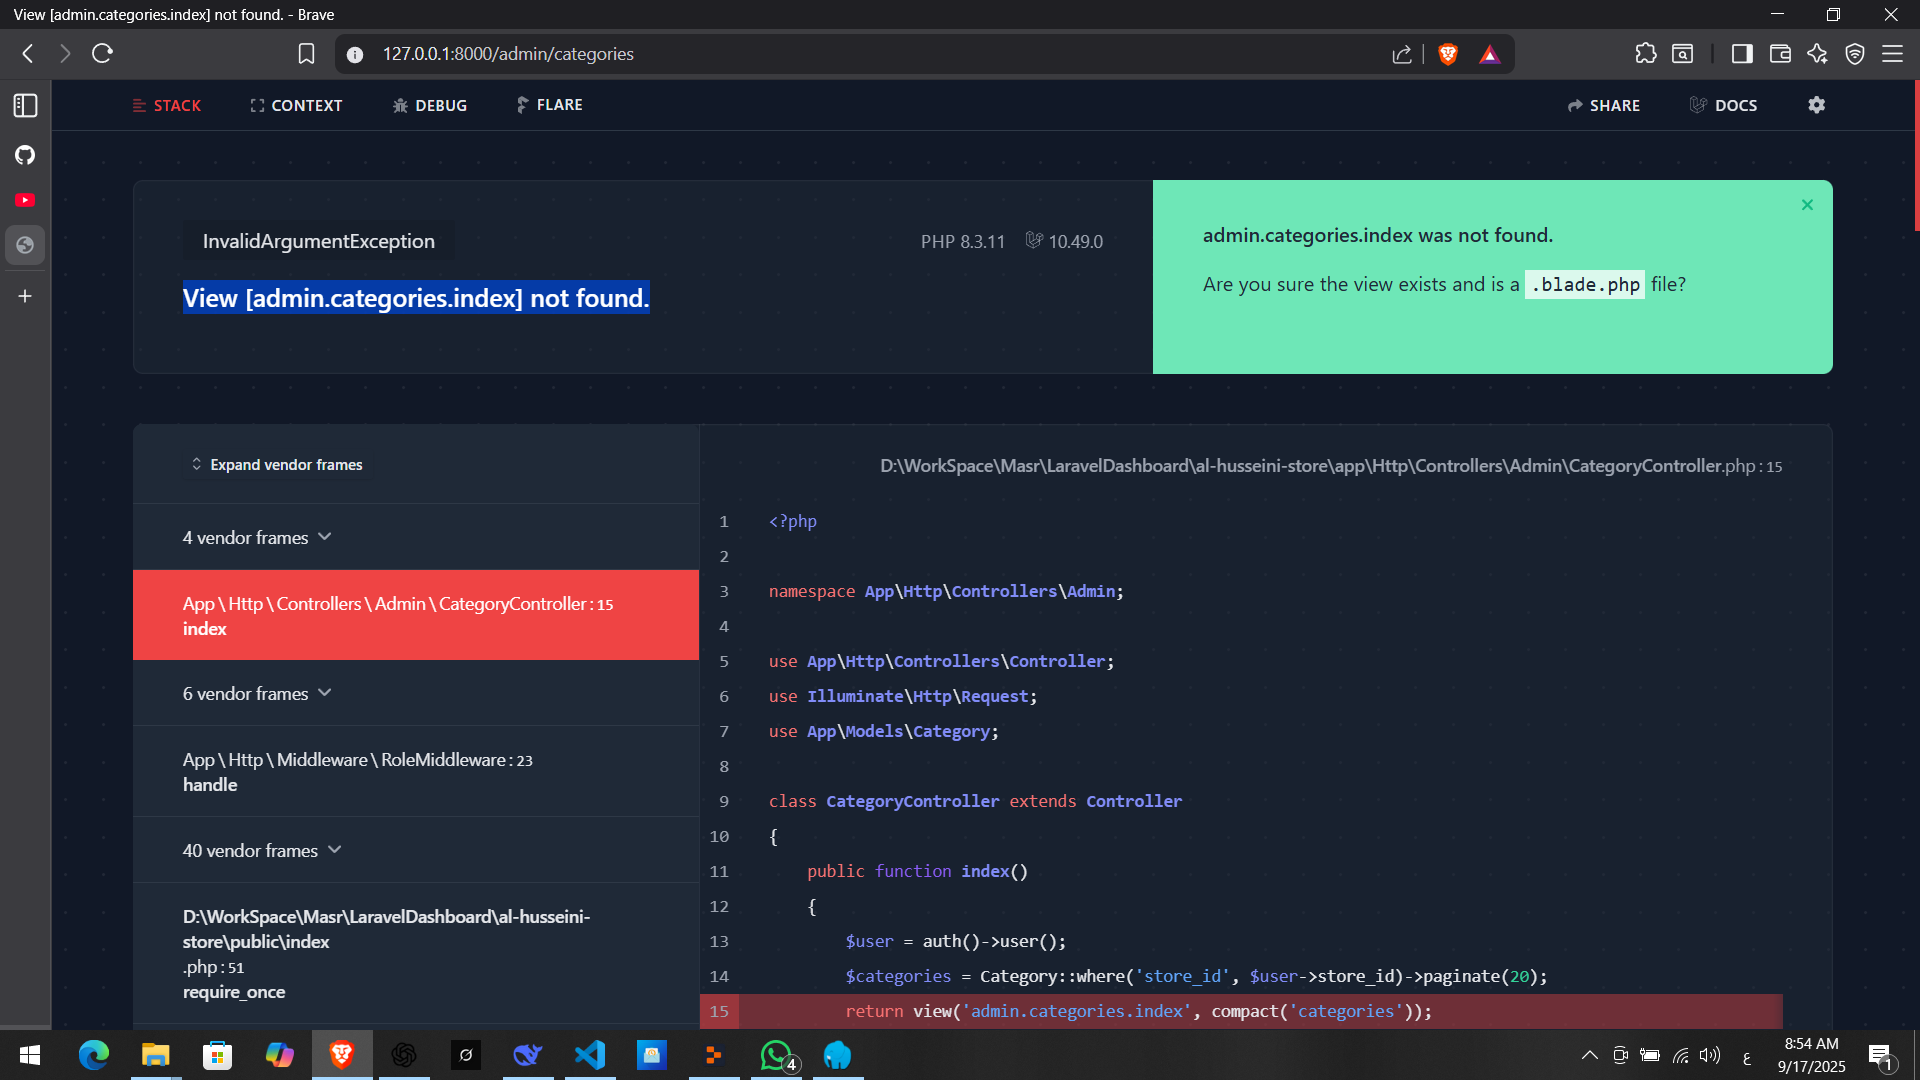 View [admin.categories.index] not found. - Brave
127.0.0.1:8000/admin/categories
STACK
CONTEXT
DEBUG
FLARE
SHARE
DOCS
InvalidArgumentException
PHP 8.3.11
10.49.0
View [admin.categories.index] not found.
admin.categories.index was not found.
Are you sure the view exists and is a .blade.php file?
Expand vendor frames
4 vendor frames
App\Http\Controllers\Admin\CategoryController:15
index
6 vendor frames
App\Http\Middleware\RoleMiddleware:23
handle
40 vendor frames
D:\WorkSpace\Masr\LaravelDashboard\al-husseini-
store\public\index
.php:51
require_once
D:\WorkSpace\Masr\LaravelDashboard\al-husseini-store\app\Http\Controllers\Admin\CategoryController.php:15
1 <?php
2
3 namespace App\Http\Controllers\Admin;
4
5 use App\Http\Controllers\Controller;
6 use Illuminate\Http\Request;
7 use App\Models\Category;
8
9 class CategoryController extends Controller
10 {
11 public function index()
12 {
13 $user = auth()->user();
14 $categories = Category::where('store_id', $user->store_id)->paginate(20);
15 return view('admin.categories.index', compact('categories'));
4
ع
8:54 AM
9/17/2025
1